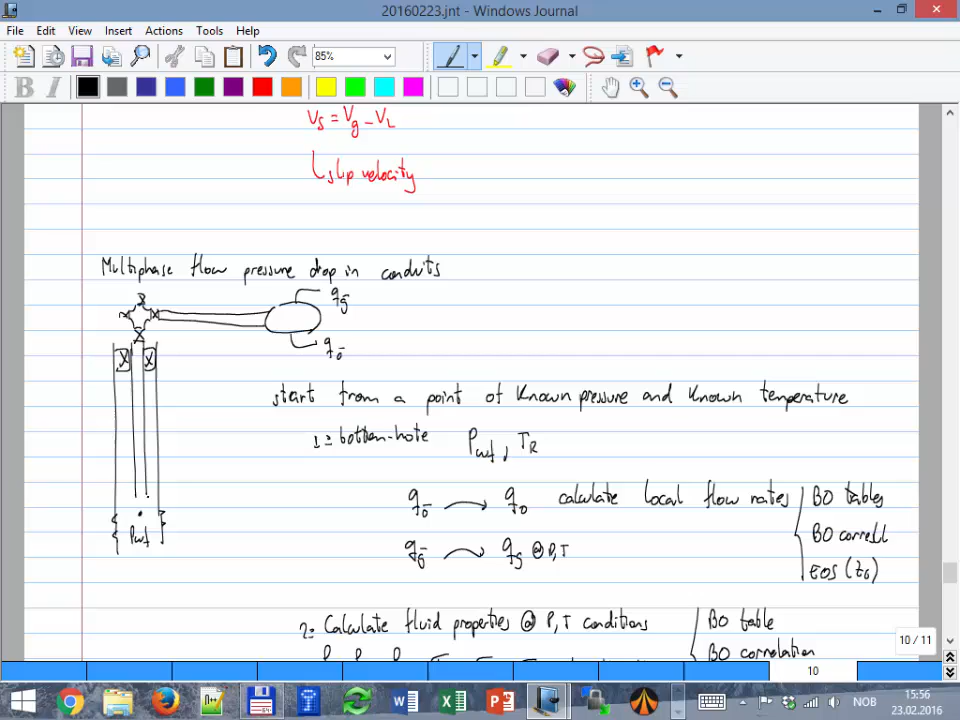 20160223.jnt - Windows Journal
File Edit View Insert Actions Tools Help
85%
B I
Vs = Vg - VL
slip velocity
Multiphase flow pressure drop in conduits
qḡ
qō
Pwf
start from a point of known pressure and known temperature
1= bottom-hole Pwf, TR
qō → qo calculate local flow rates
qḡ → qg @ P,T
BO tables
BO correl
EOS (zs)
2= Calculate fluid properties @ P,T conditions
BO table
BO correlation
10 / 11
10
NOB
15:56
23.02.2016